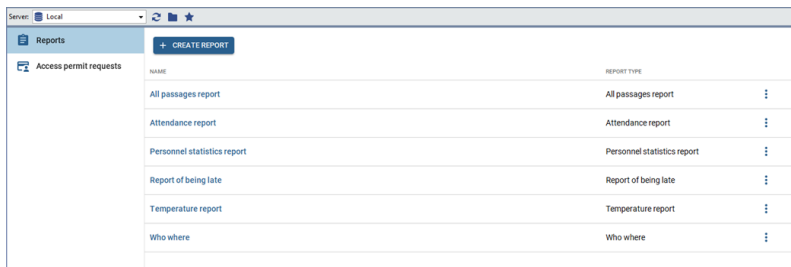 Server: Local
Reports
Access permit requests
+ CREATE REPORT
NAME REPORT TYPE
All passages report All passages report
Attendance report Attendance report
Personnel statistics report Personnel statistics report
Report of being late Report of being late
Temperature report Temperature report
Who where Who where